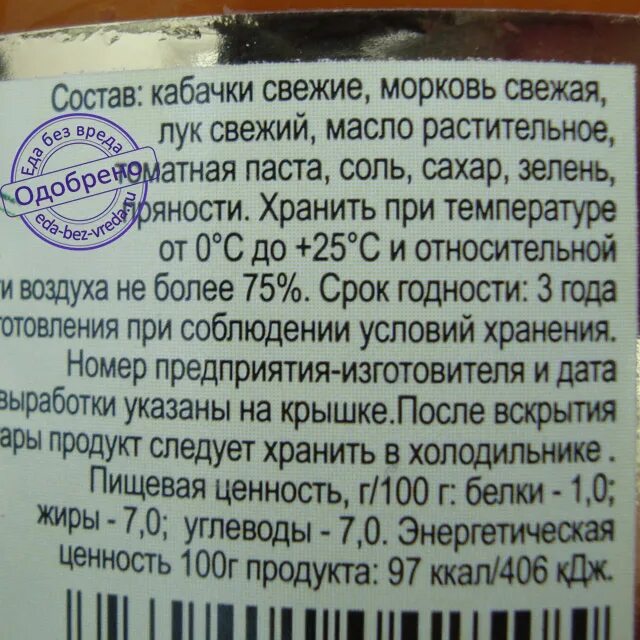 Состав: кабачки свежие, морковь свежая,
лук свежий, масло растительное,
томатная паста, соль, сахар, зелень,
пряности. Хранить при температуре
от 0°С до +25°С и относительной
ти воздуха не более 75%. Срок годности: 3 года
готовления при соблюдении условий хранения.
Номер предприятия-изготовителя и дата
выработки указаны на крышке.После вскрытия
ары продукт следует хранить в холодильнике .
Пищевая ценность, г/100 г: белки - 1,0;
жиры - 7,0; углеводы - 7,0. Энергетическая
ценность 100г продукта: 97 ккал/406 кДж.
Еда без вреда
Одобрено
eda-bez-vreda.ru